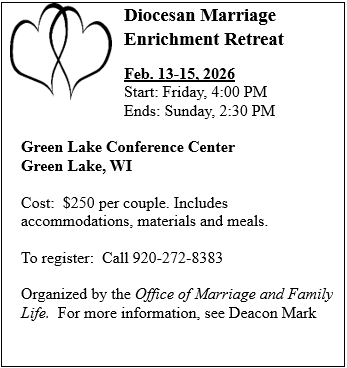 Diocesan Marriage
Enrichment Retreat
Feb. 13-15, 2026
Start: Friday, 4:00 PM
Ends: Sunday, 2:30 PM
Green Lake Conference Center
Green Lake, WI
Cost:  $250 per couple. Includes
accommodations, materials and meals.
To register:  Call 920-272-8383
Organized by the Office of Marriage and Family
Life.  For more information, see Deacon Mark